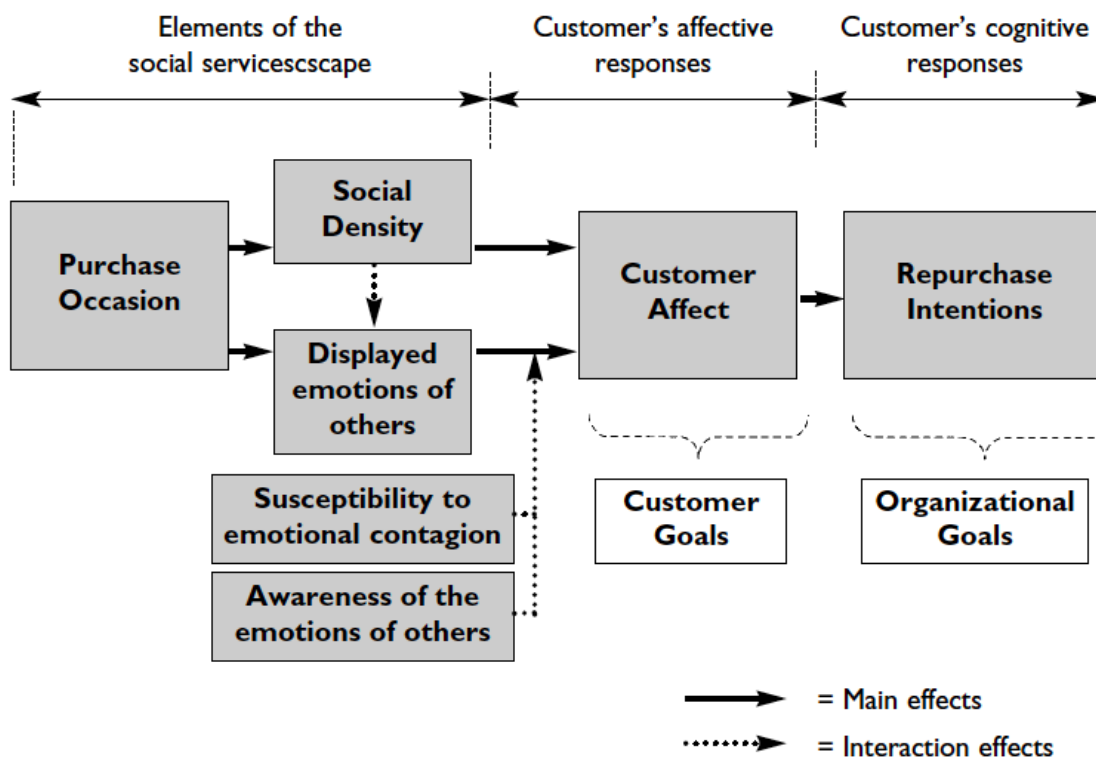 Elements of the
social servicescscape
Customer's affective
responses
Customer's cognitive
responses
Purchase
Occasion
Social
Density
Displayed
emotions of
others
Susceptibility to
emotional contagion
Awareness of the
emotions of others
Customer
Affect
Repurchase
Intentions
Customer
Goals
Organizational
Goals
= Main effects
= Interaction effects